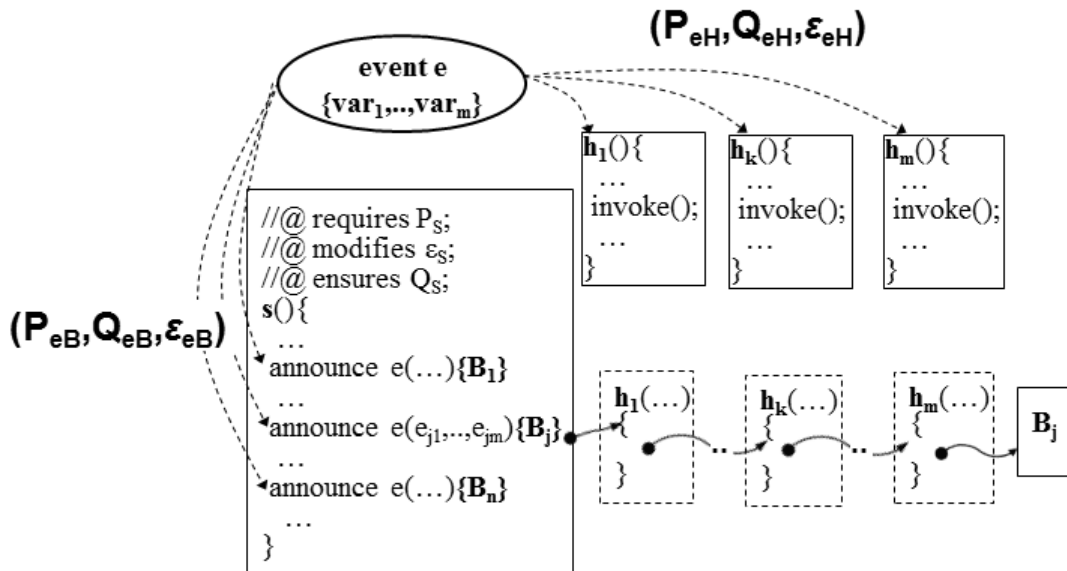 (P_eH,Q_eH,ε_eH)
event e
{var_1,..,var_m}
h_1(){
…
invoke();
…
}
h_k(){
…
invoke();
…
}
h_m(){
…
invoke();
…
}
(P_eB,Q_eB,ε_eB)
//@ requires P_S;
//@ modifies ε_S;
//@ ensures Q_S;
s(){
…
announce e(…){B_1}
…
announce e(e_j1,..,e_jm){B_j}
…
announce e(…){B_n}
…
}
h_1(…)
{
}
..
h_k(…)
{
}
..
h_m(…)
{
}
B_j